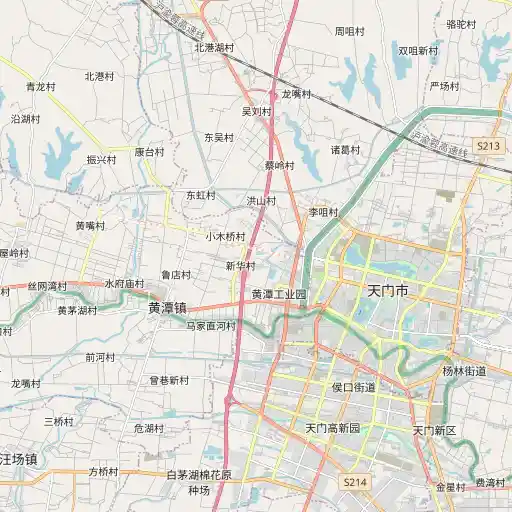 沪渝蓉高速线
北港湖村
周咀村
骆驼村
双咀新村
北港村
青龙村
龙嘴村
严场村
吴刘村
沿湖村
东吴村
沪渝蓉高速线
S213
康台村
诸葛村
振兴村
蔡岭村
东虹村
洪山村
李咀村
黄嘴村
小木桥村
屋岭村
新华村
鲁店村
丝网湾村
水府庙村
黄潭工业园
天门市
黄茅湖村
黄潭镇
马家直河村
村
前河村
杨林街道
龙嘴村
曾巷新村
侯口街道
三桥村
危湖村
天门高新园
天门新区
汪场镇
方桥村
白茅湖棉花原
种场
S214
金星村
费湾村